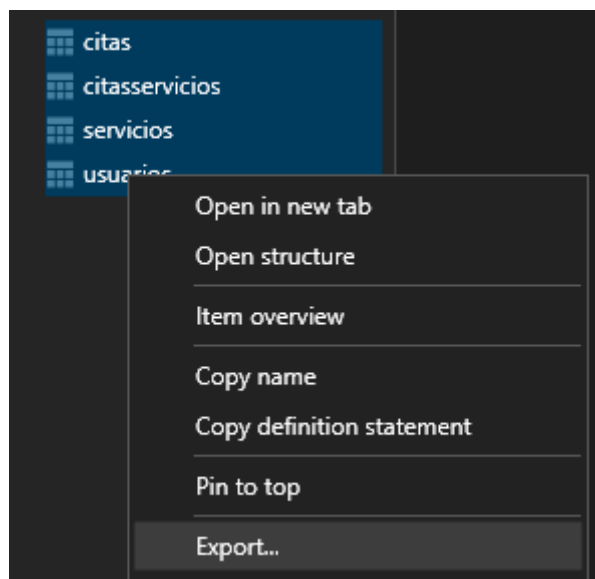 citas
citasservicios
servicios
usuarios
Open in new tab
Open structure
Item overview
Copy name
Copy definition statement
Pin to top
Export...